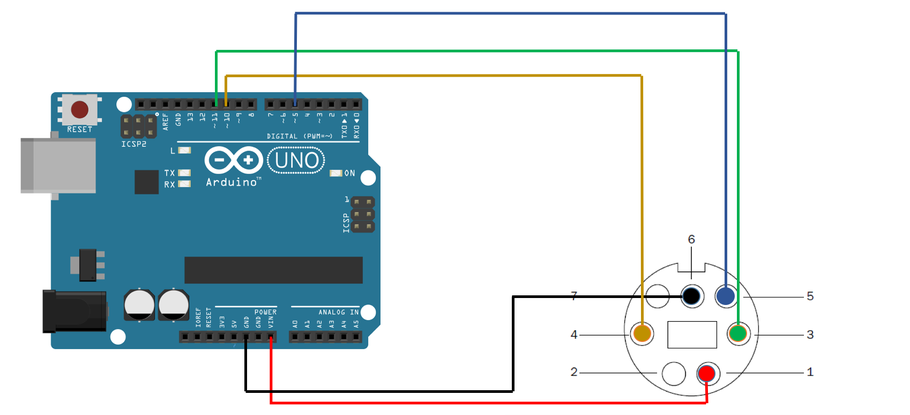 AREF
GND
13
12
~11
~10
~9
8
7
~6
~5
4
~3
2
TX0▶1
RX0◀0
RESET
ICSP2
DIGITAL (PWM=~)
L
TX
RX
UNO
Arduino™
ON
1
ICSP
6
7
5
4
3
2
1
POWER
ANALOG IN
IOREF
RESET
3V3
5V
GND
GND
VIN
A0
A1
A2
A3
A4
A5